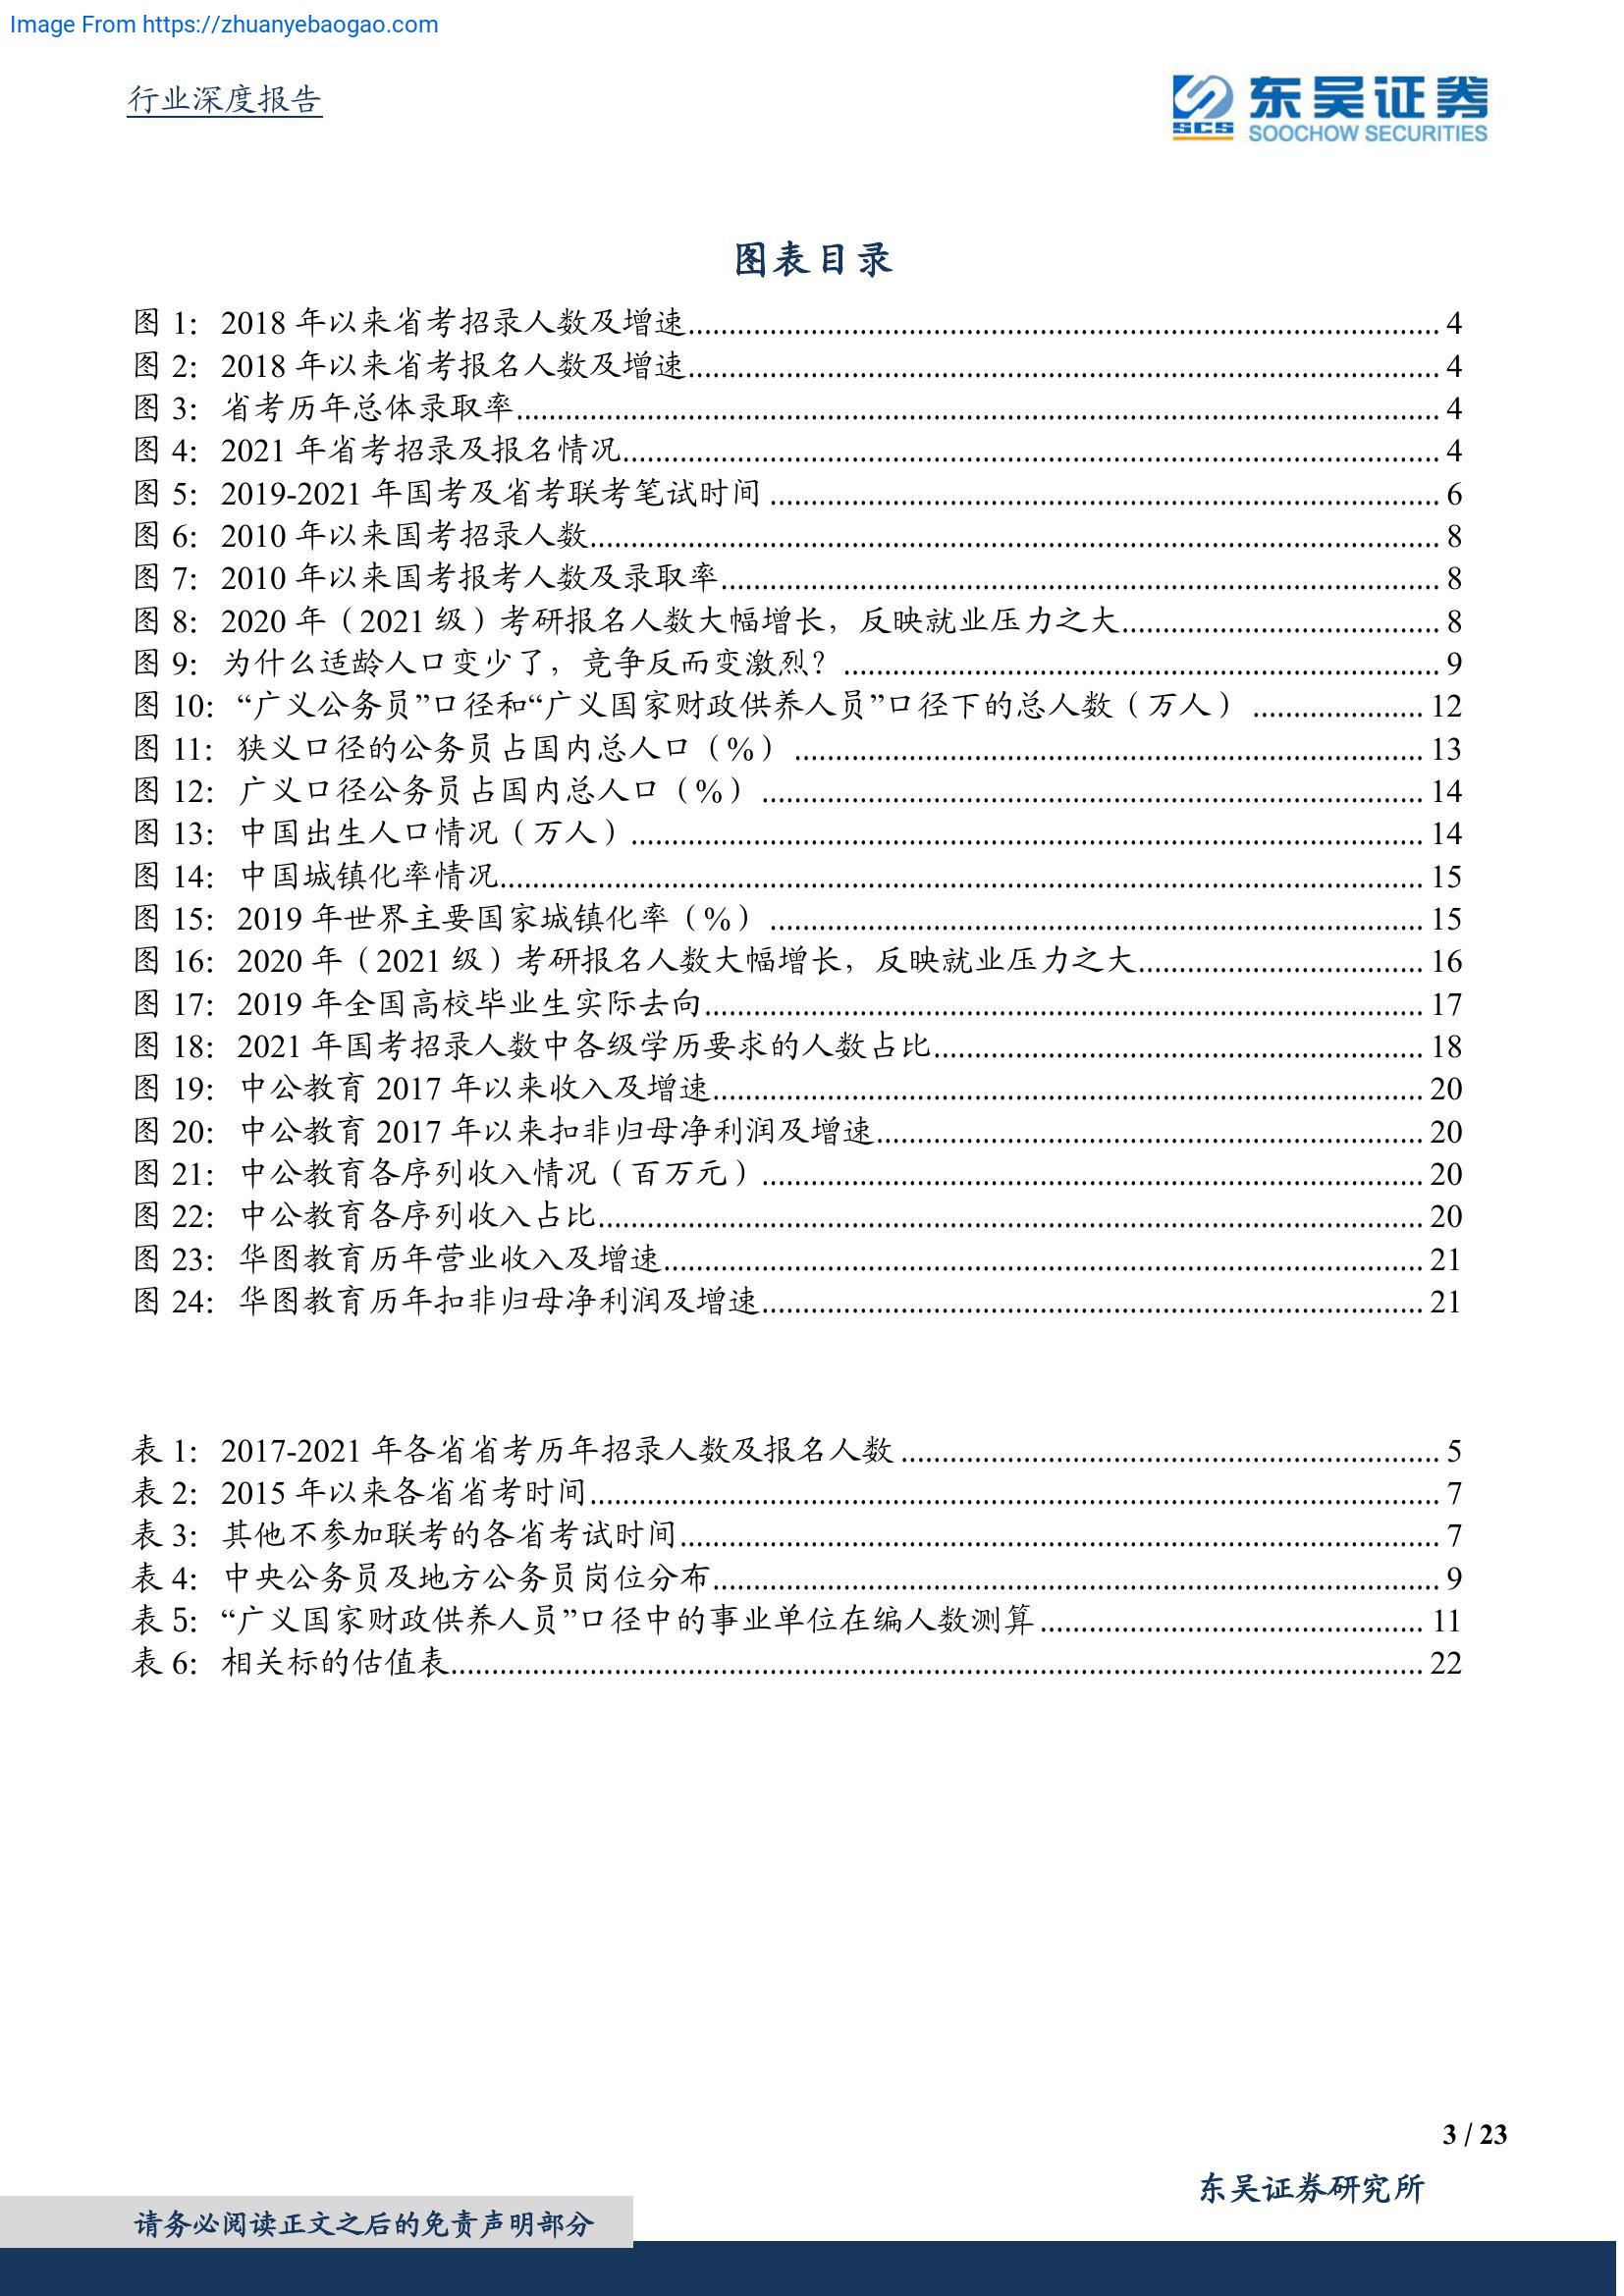 Image From https://zhuanyebaogao.com
行业深度报告
SCS 东吴证券
SOOCHOW SECURITIES
图表目录
图 1: 2018 年以来省考招录人数及增速 4
图 2: 2018 年以来省考报名人数及增速 4
图 3: 省考历年总体录取率 4
图 4: 2021 年省考招录及报名情况 4
图 5: 2019-2021 年国考及省考联考笔试时间 6
图 6: 2010 年以来国考招录人数 8
图 7: 2010 年以来国考报考人数及录取率 8
图 8: 2020 年（2021 级）考研报名人数大幅增长，反映就业压力之大 8
图 9: 为什么适龄人口变少了，竞争反而变激烈？ 9
图 10: “广义公务员”口径和“广义国家财政供养人员”口径下的总人数（万人） 12
图 11: 狭义口径的公务员占国内总人口（%） 13
图 12: 广义口径公务员占国内总人口（%） 14
图 13: 中国出生人口情况（万人） 14
图 14: 中国城镇化率情况 15
图 15: 2019 年世界主要国家城镇化率（%） 15
图 16: 2020 年（2021 级）考研报名人数大幅增长，反映就业压力之大 16
图 17: 2019 年全国高校毕业生实际去向 17
图 18: 2021 年国考招录人数中各级学历要求的人数占比 18
图 19: 中公教育 2017 年以来收入及增速 20
图 20: 中公教育 2017 年以来扣非归母净利润及增速 20
图 21: 中公教育各序列收入情况（百万元） 20
图 22: 中公教育各序列收入占比 20
图 23: 华图教育历年营业收入及增速 21
图 24: 华图教育历年扣非归母净利润及增速 21
表 1: 2017-2021 年各省省考历年招录人数及报名人数 5
表 2: 2015 年以来各省省考时间 7
表 3: 其他不参加联考的各省考试时间 7
表 4: 中央公务员及地方公务员岗位分布 9
表 5: “广义国家财政供养人员”口径中的事业单位在编人数测算 11
表 6: 相关标的估值表 22
3 / 23
东吴证券研究所
请务必阅读正文之后的免责声明部分